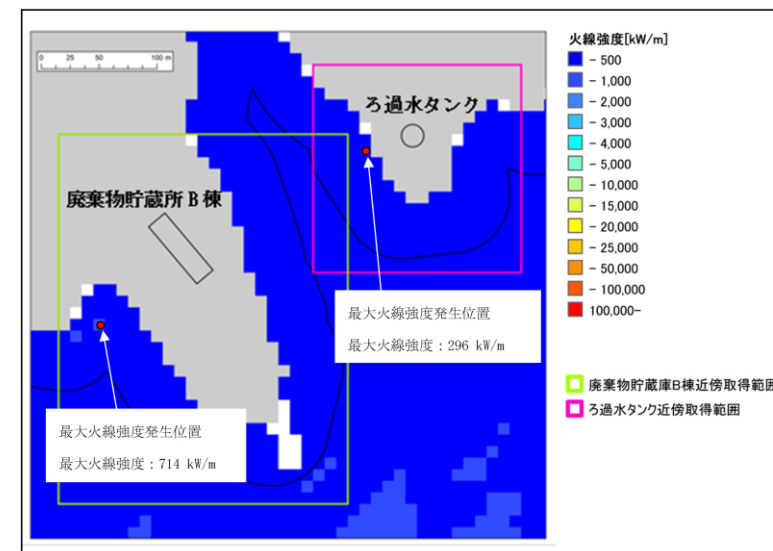 火線強度[kW/m]
0 25 50 100 m
- 500
- 1,000
- 2,000
- 3,000
- 4,000
- 5,000
- 10,000
- 15,000
- 20,000
- 25,000
- 50,000
- 100,000
100,000-
ろ過水タンク
廃棄物貯蔵所 B 棟
最大火線強度発生位置
最大火線強度：296 kW/m
最大火線強度発生位置
最大火線強度：714 kW/m
廃棄物貯蔵庫B棟近傍取得範囲
ろ過水タンク近傍取得範囲